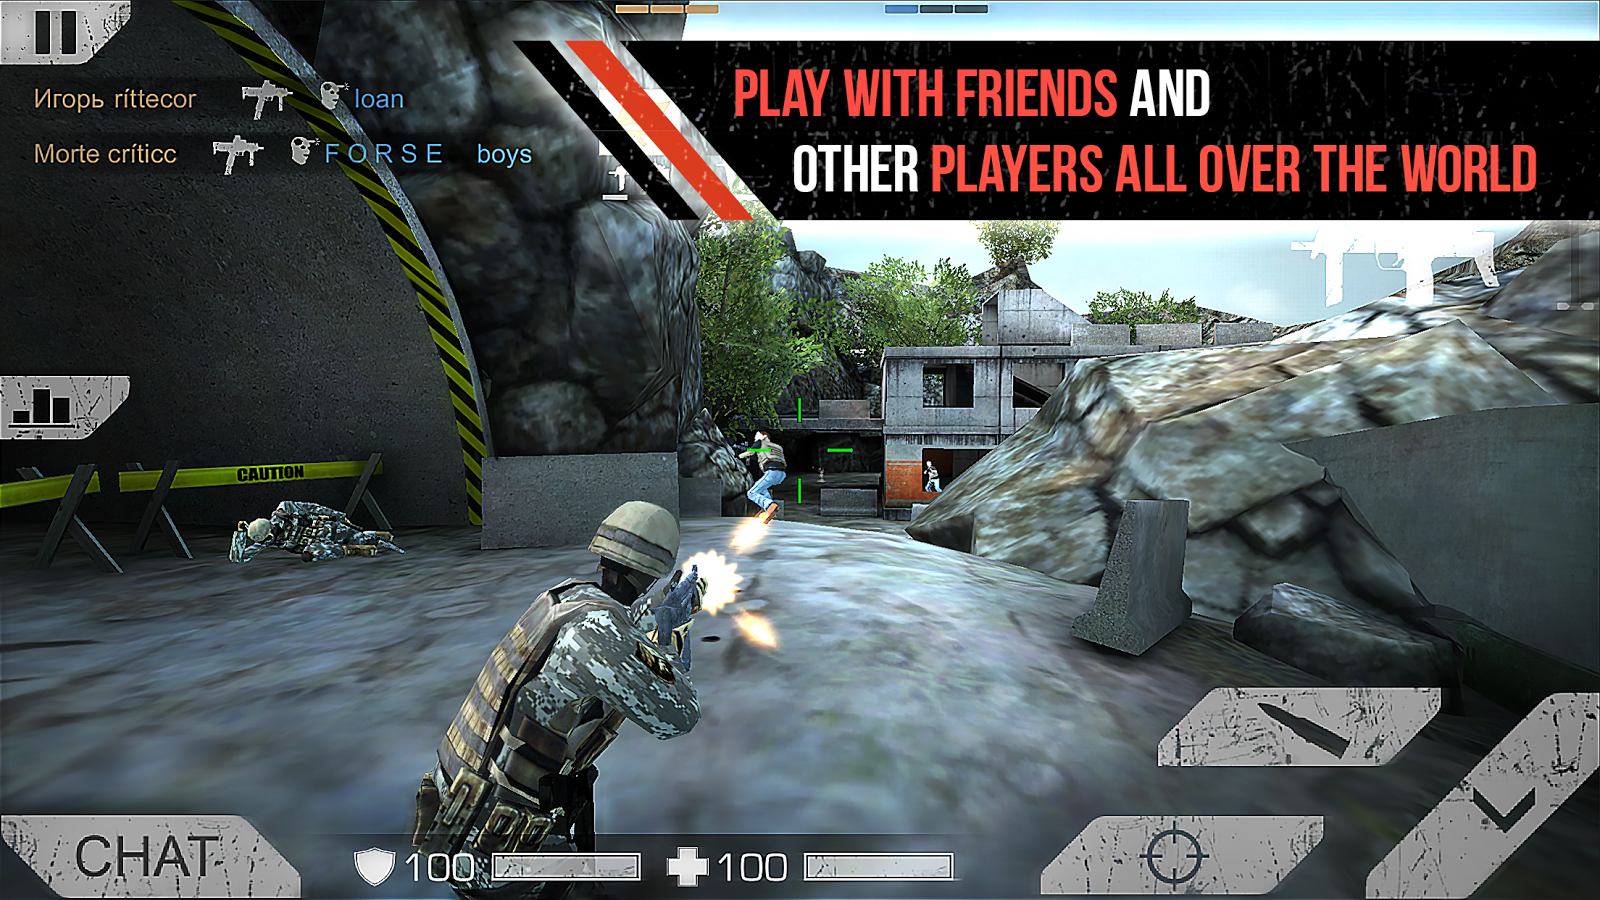 PLAY WITH FRIENDS AND
OTHER PLAYERS ALL OVER THE WORLD
Игорь ríttecor loan
Morte críticc F O R S E boys
CAUTION
CHAT
100 100